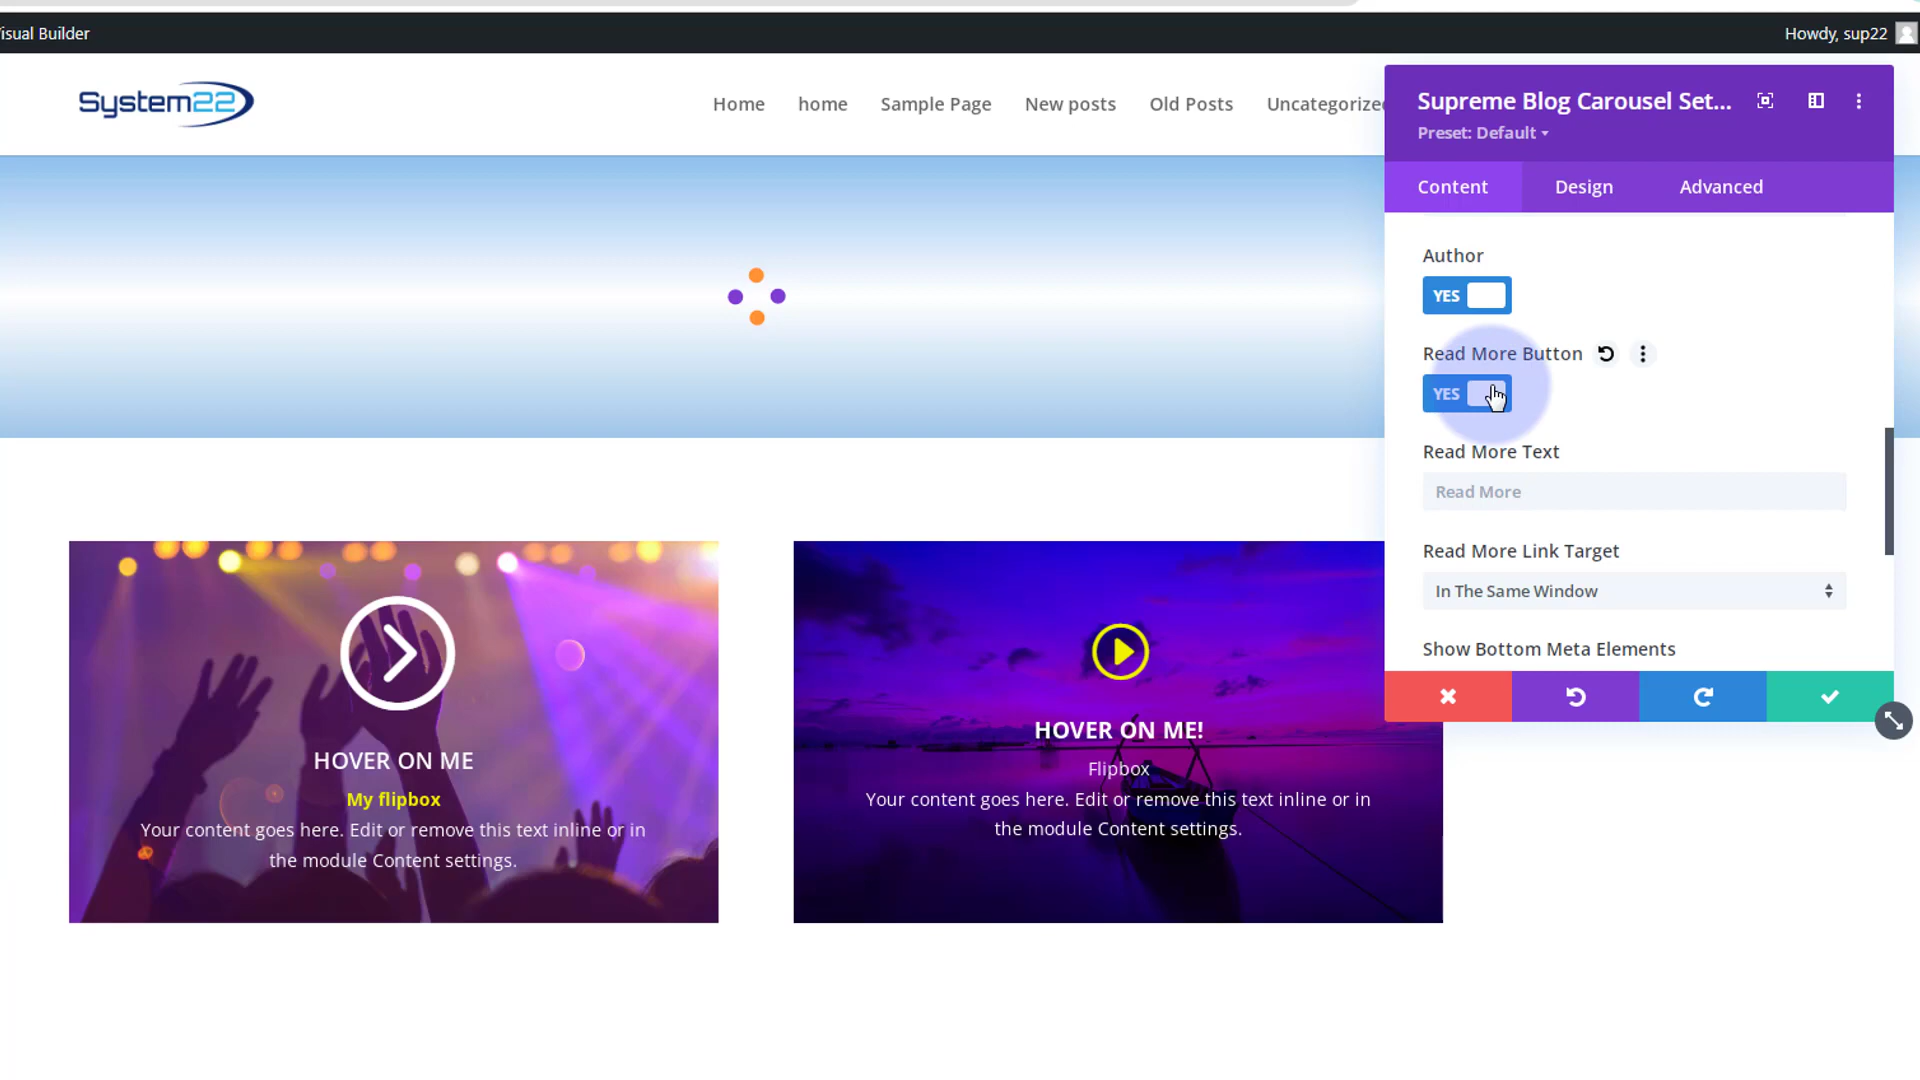 isual Builder
Howdy, sup22
System22
Home
home
Sample Page
New posts
Old Posts
Uncategorized
Supreme Blog Carousel Set...
Preset: Default
Content
Design
Advanced
Author
YES
Read More Button
YES
Read More Text
Read More
Read More Link Target
In The Same Window
Show Bottom Meta Elements
HOVER ON ME
My flipbox
Your content goes here. Edit or remove this text inline or in
the module Content settings.
HOVER ON ME!
Flipbox
Your content goes here. Edit or remove this text inline or in
the module Content settings.